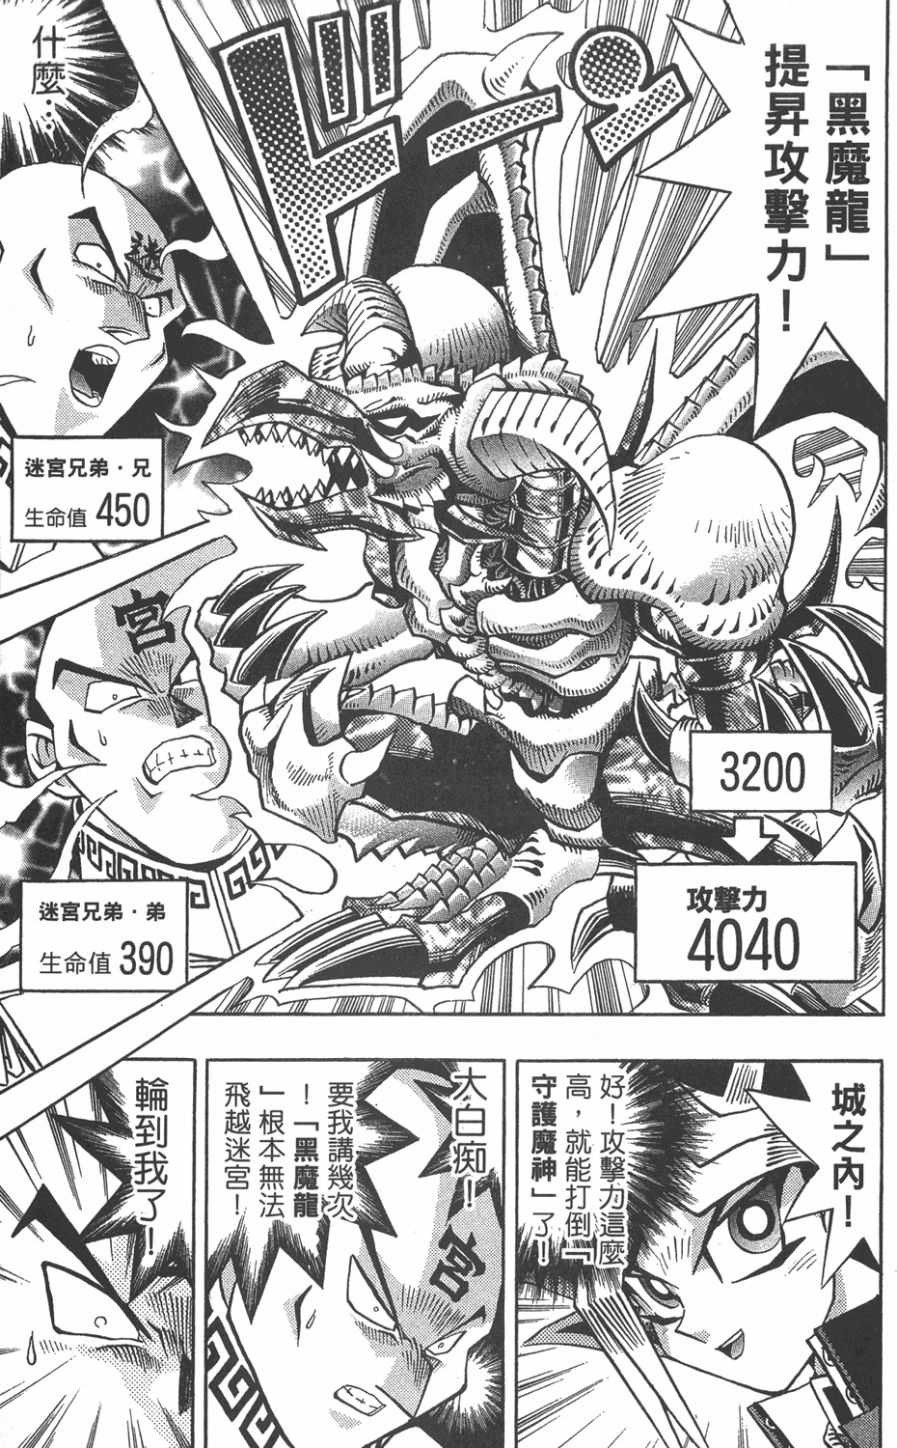 「黑魔龍」
提昇攻擊力!
ドーン
什麼…
迷
迷宮兄弟・兄
生命值 450
宮
迷宮兄弟・弟
生命值 390
3200
攻擊力
4040
城之內!
好!攻擊力這麼
高,就能打倒「
守護魔神」了!
大白痴!
要我講幾次
!「黑魔龍
」根本無法
飛越迷宮!
宮
輪到我了!